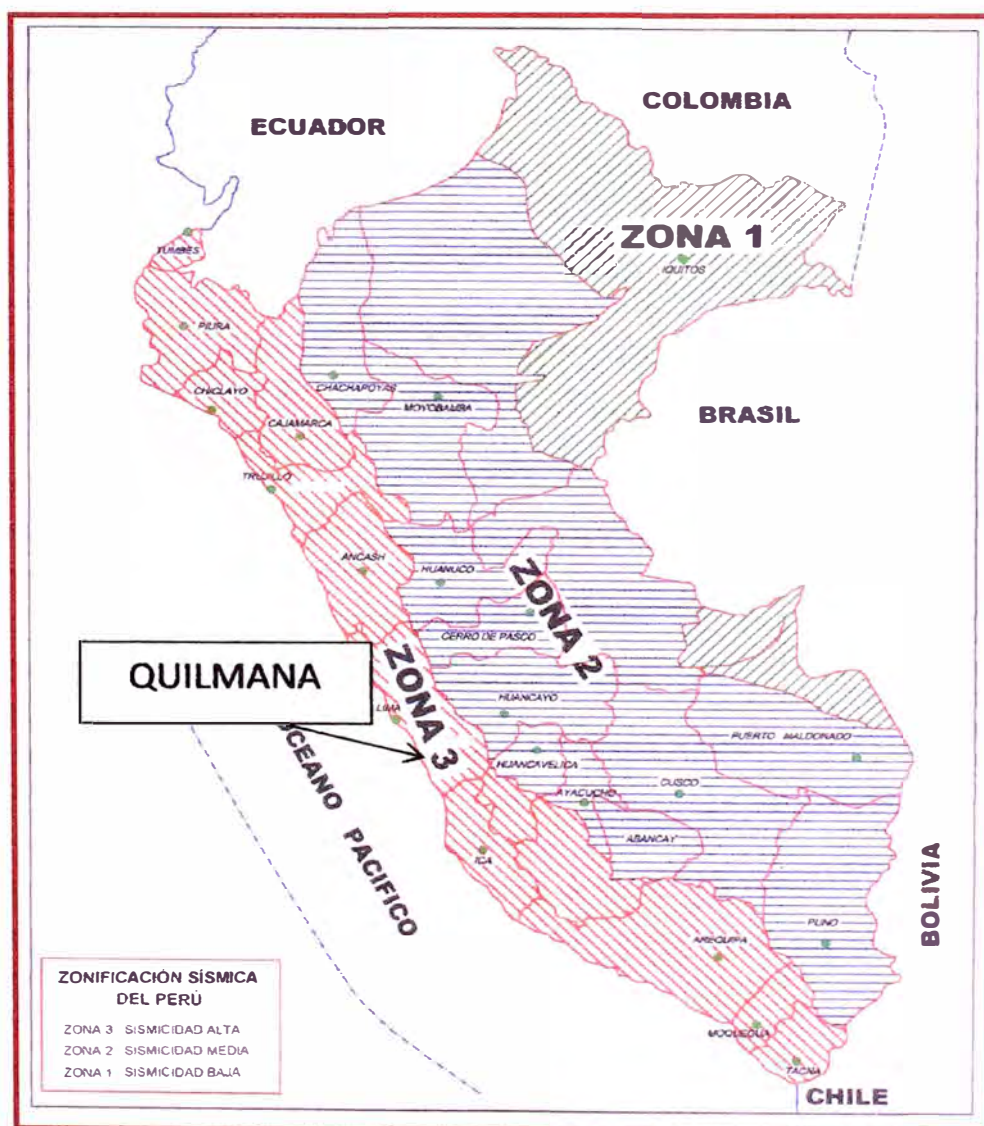 COLOMBIA
ECUADOR
ZONA 1
IQUITOS
TUMBES
PIURA
CHICLAYO
CHACHAPOYAS
MOYOBAMBA
BRASIL
CAJAMARCA
TRUJILLO
ANCASH
HUANUCO
ZONA 2
CERRO DE PASCO
QUILMANA
ZONA 3
LIMA
HUANCAYO
PUERTO MALDONADO
HUANCAVELICA
OCEANO PACIFICO
AYACUCHO
CUSCO
ABANCAY
ICA
BOLIVIA
PUNO
AREQUIPA
ZONIFICACIÓN SÍSMICA
DEL PERÚ
ZONA 3 SISMICIDAD ALTA
ZONA 2 SISMICIDAD MEDIA
ZONA 1 SISMICIDAD BAJA
MOQUEGUA
TACNA
CHILE